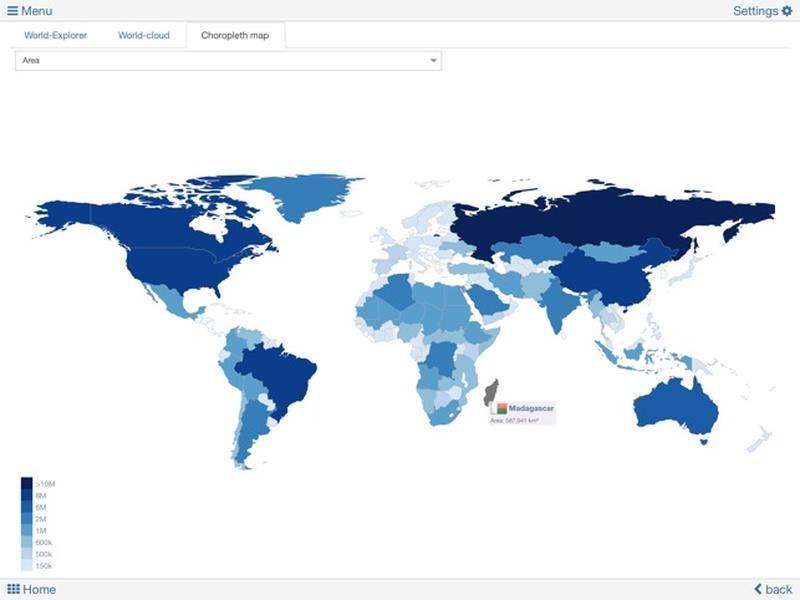 Menu
Settings
World-Explorer
World-cloud
Choropleth map
Area
Madagascar
Area: 587,041 km²
>10M
8M
6M
2M
1M
600k
500k
150k
Home
back